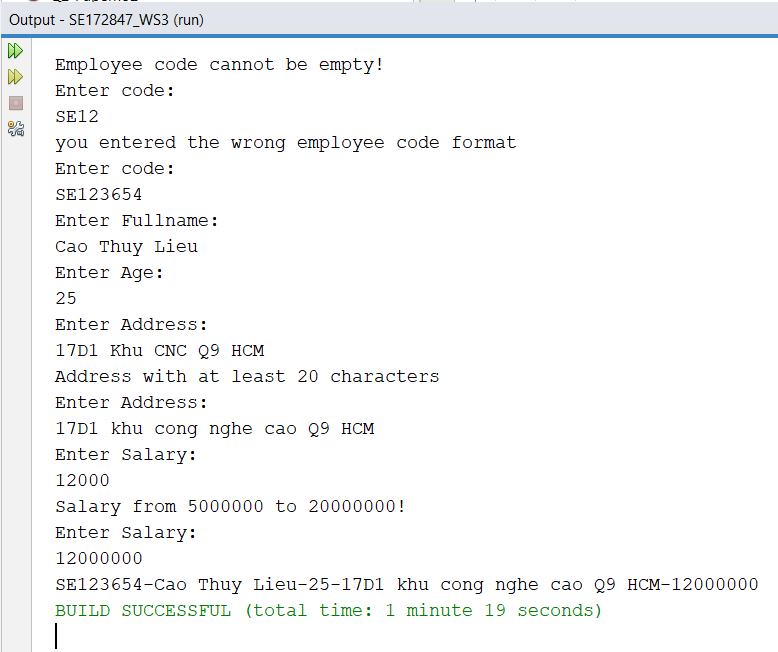 Output - SE172847_WS3 (run)
Employee code cannot be empty!
Enter code:
SE12
you entered the wrong employee code format
Enter code:
SE123654
Enter Fullname:
Cao Thuy Lieu
Enter Age:
25
Enter Address:
17D1 Khu CNC Q9 HCM
Address with at least 20 characters
Enter Address:
17D1 khu cong nghe cao Q9 HCM
Enter Salary:
12000
Salary from 5000000 to 20000000!
Enter Salary:
12000000
SE123654-Cao Thuy Lieu-25-17D1 khu cong nghe cao Q9 HCM-12000000
BUILD SUCCESSFUL (total time: 1 minute 19 seconds)